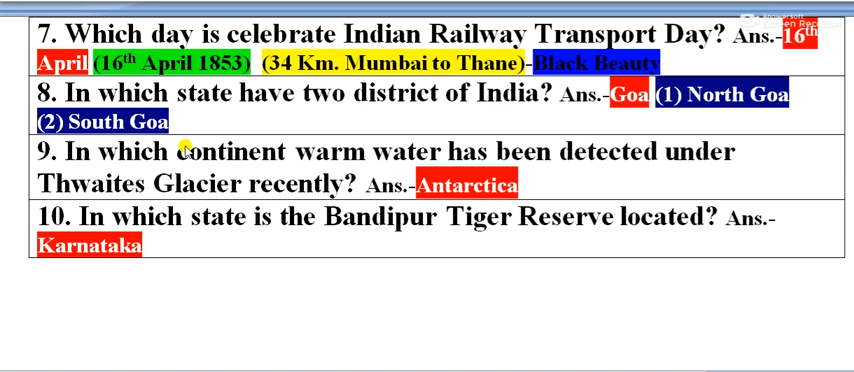 7. Which day is celebrate Indian Railway Transport Day? Ans.-16th
April (16th April 1853) (34 Km. Mumbai to Thane)-Black Beauty
8. In which state have two district of India? Ans.-Goa (1) North Goa
(2) South Goa
9. In which continent warm water has been detected under
Thwaites Glacier recently? Ans.-Antarctica
10. In which state is the Bandipur Tiger Reserve located? Ans.-
Karnataka